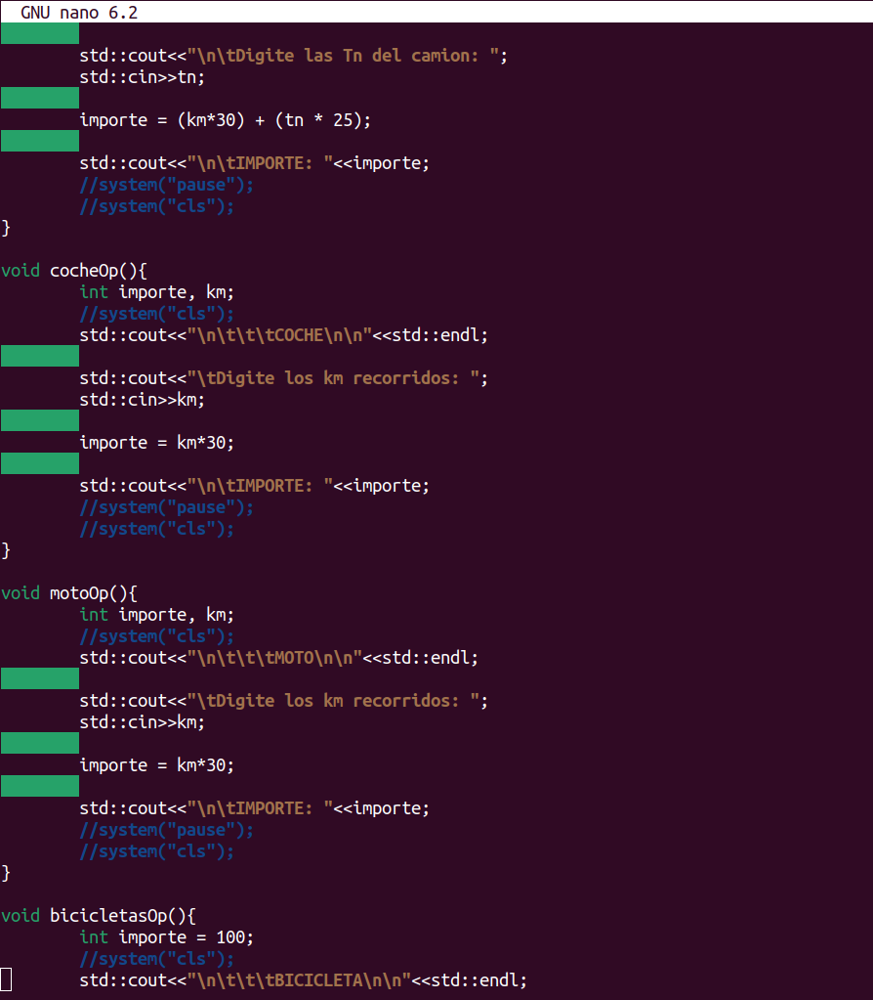 GNU nano 6.2
std::cout<<"\n\tDigite las Tn del camion: ";
std::cin>>tn;
importe = (km*30) + (tn * 25);
std::cout<<"\n\tIMPORTE: "<<importe;
//system("pause");
//system("cls");
}
void cocheOp(){
int importe, km;
//system("cls");
std::cout<<"\n\t\t\tCOCHE\n\n"<<std::endl;
std::cout<<"\tDigite los km recorridos: ";
std::cin>>km;
importe = km*30;
std::cout<<"\n\tIMPORTE: "<<importe;
//system("pause");
//system("cls");
}
void motoOp(){
int importe, km;
//system("cls");
std::cout<<"\n\t\t\tMOTO\n\n"<<std::endl;
std::cout<<"\tDigite los km recorridos: ";
std::cin>>km;
importe = km*30;
std::cout<<"\n\tIMPORTE: "<<importe;
//system("pause");
//system("cls");
}
void bicicletasOp(){
int importe = 100;
//system("cls");
std::cout<<"\n\t\t\tBICICLETA\n\n"<<std::endl;